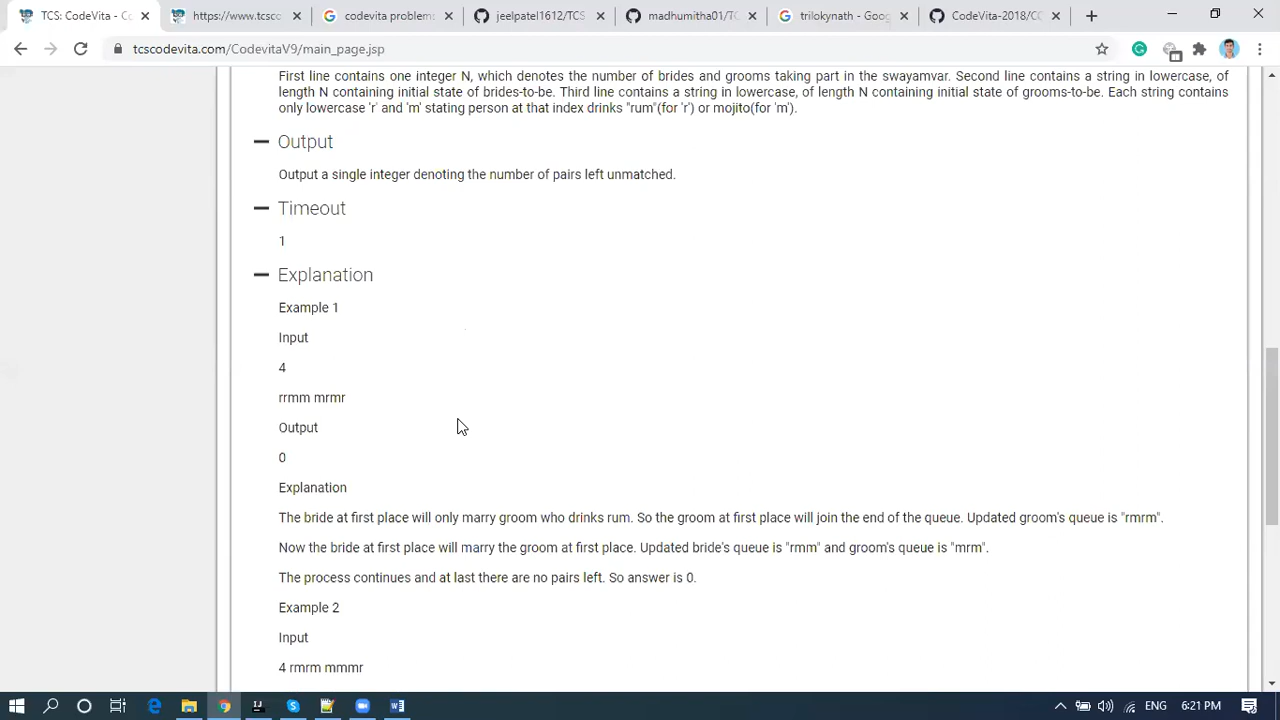 TCS: CodeVita - Co
https://www.tcsco
codevita problems
jeelpatel1612/TCS
madhumitha01/TC
trilokynath - Goog
CodeVita-2018/CO
tcscodevita.com/CodevitaV9/main_page.jsp
First line contains one integer N, which denotes the number of brides and grooms taking part in the swayamvar. Second line contains a string in lowercase, of
length N containing initial state of brides-to-be. Third line contains a string in lowercase, of length N containing initial state of grooms-to-be. Each string contains
only lowercase 'r' and 'm' stating person at that index drinks "rum"(for 'r') or mojito(for 'm').
Output
Output a single integer denoting the number of pairs left unmatched.
Timeout
1
Explanation
Example 1
Input
4
rrmm mrmr
Output
0
Explanation
The bride at first place will only marry groom who drinks rum. So the groom at first place will join the end of the queue. Updated groom's queue is "rmrm".
Now the bride at first place will marry the groom at first place. Updated bride's queue is "rmm" and groom's queue is "mrm".
The process continues and at last there are no pairs left. So answer is 0.
Example 2
Input
4 rmrm mmmr
ENG
6:21 PM